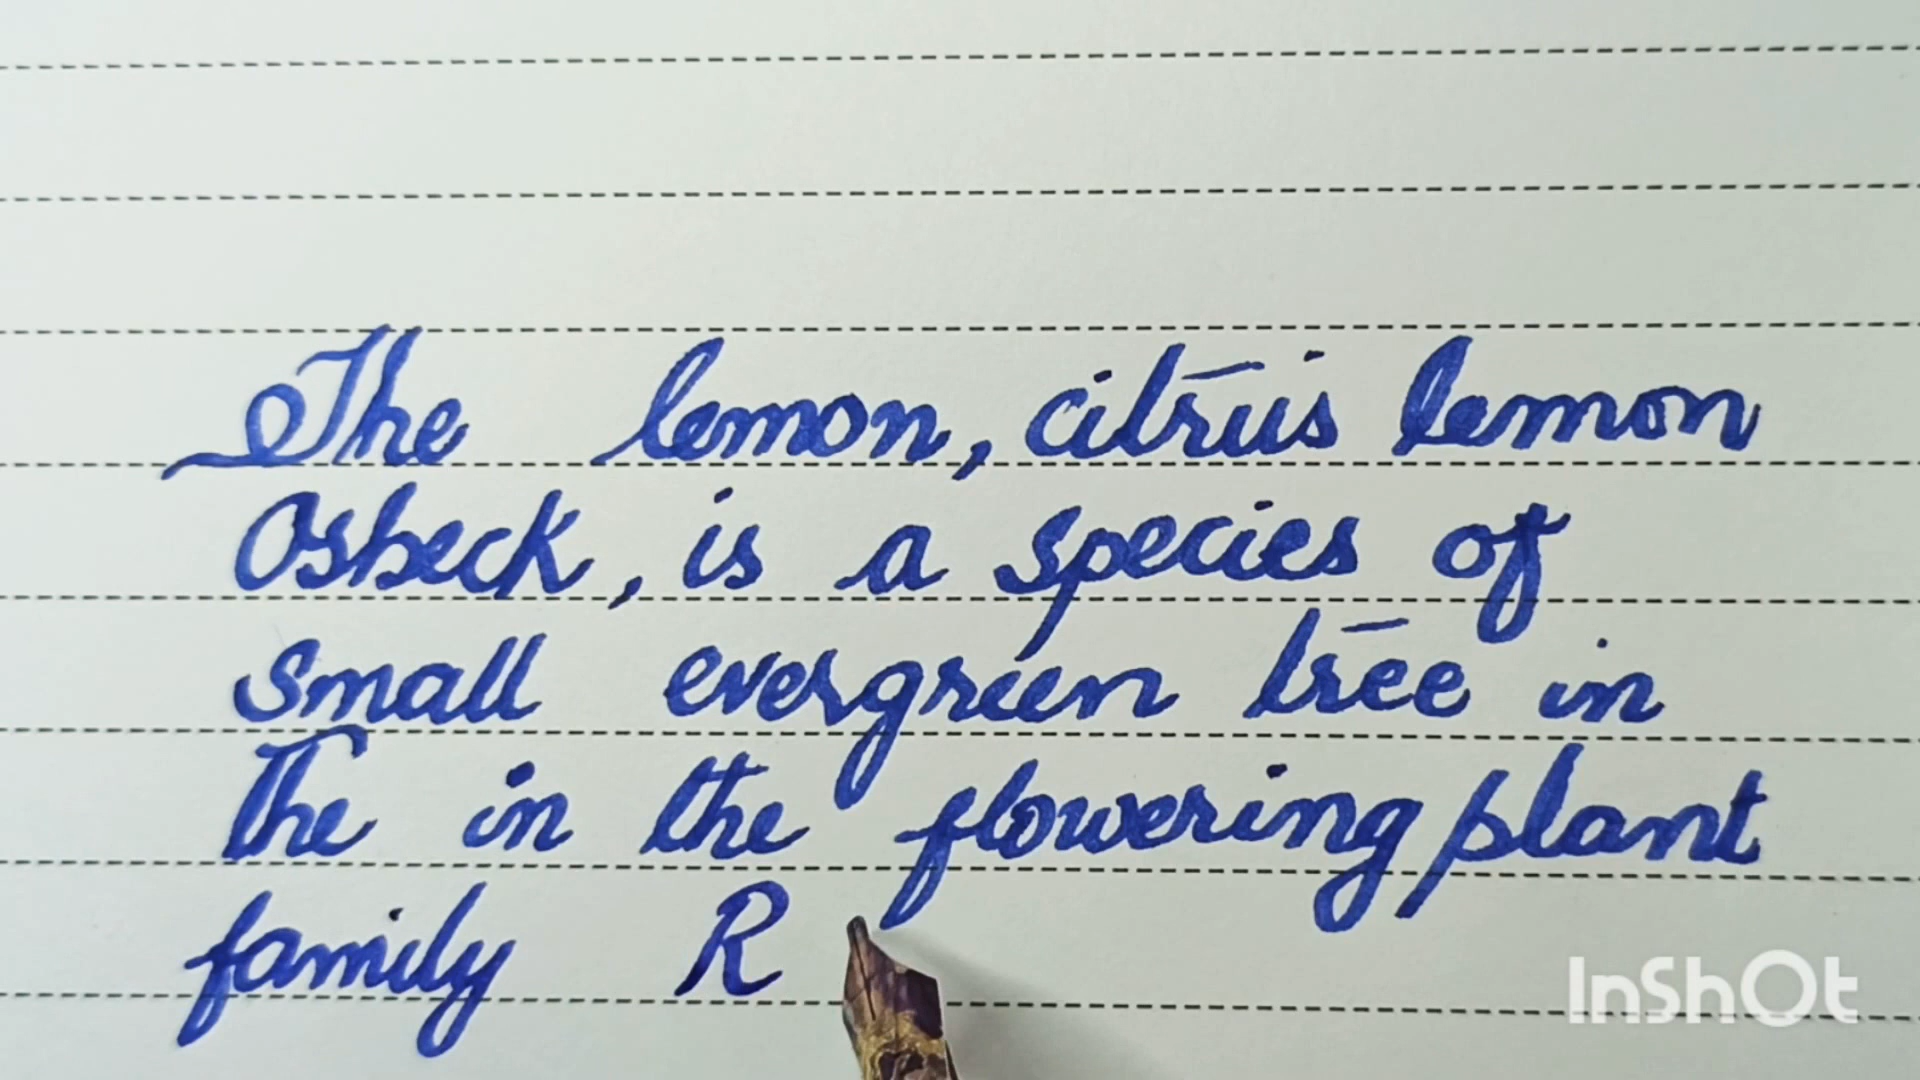 The lemon, citrus lemon
Osbeck, is a species of
small evergreen tree in
The in the flowering plant
family R
InShOt